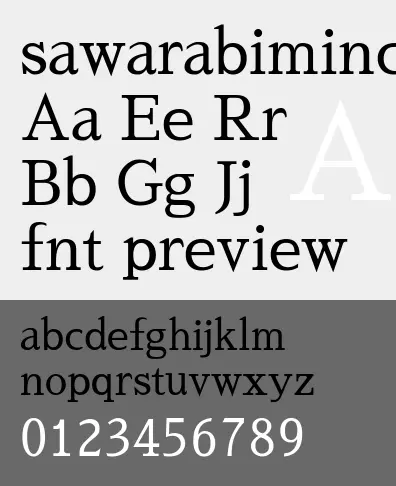 sawarabiminc
Aa Ee Rr
A
Bb Gg Jj
fnt preview
abcdefghijklm
nopqrstuvwxyz
0123456789